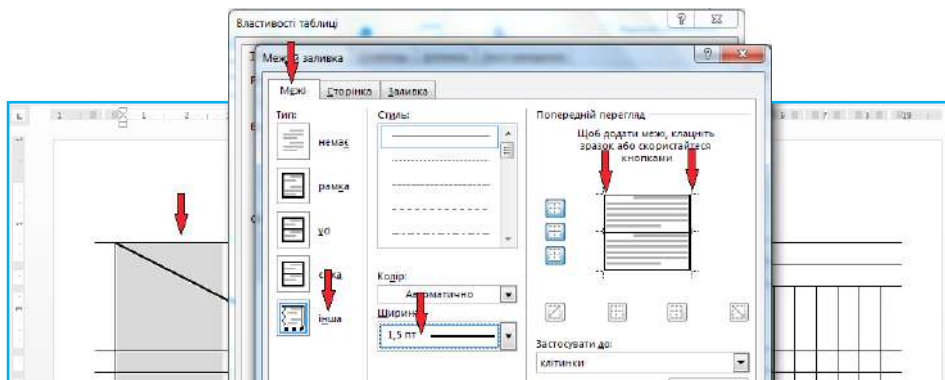 Властивості таблиці
Межі й заливка
Межі Сторінка Заливка
Тип:
немає
рамка
усі
сітка
інша
Стиль:
Колір:
Автоматично
Ширина:
1,5 пт
Попередній перегляд
Щоб додати межі, клацніть
зразок або скористайтеся
кнопками
Застосувати до:
клітинки